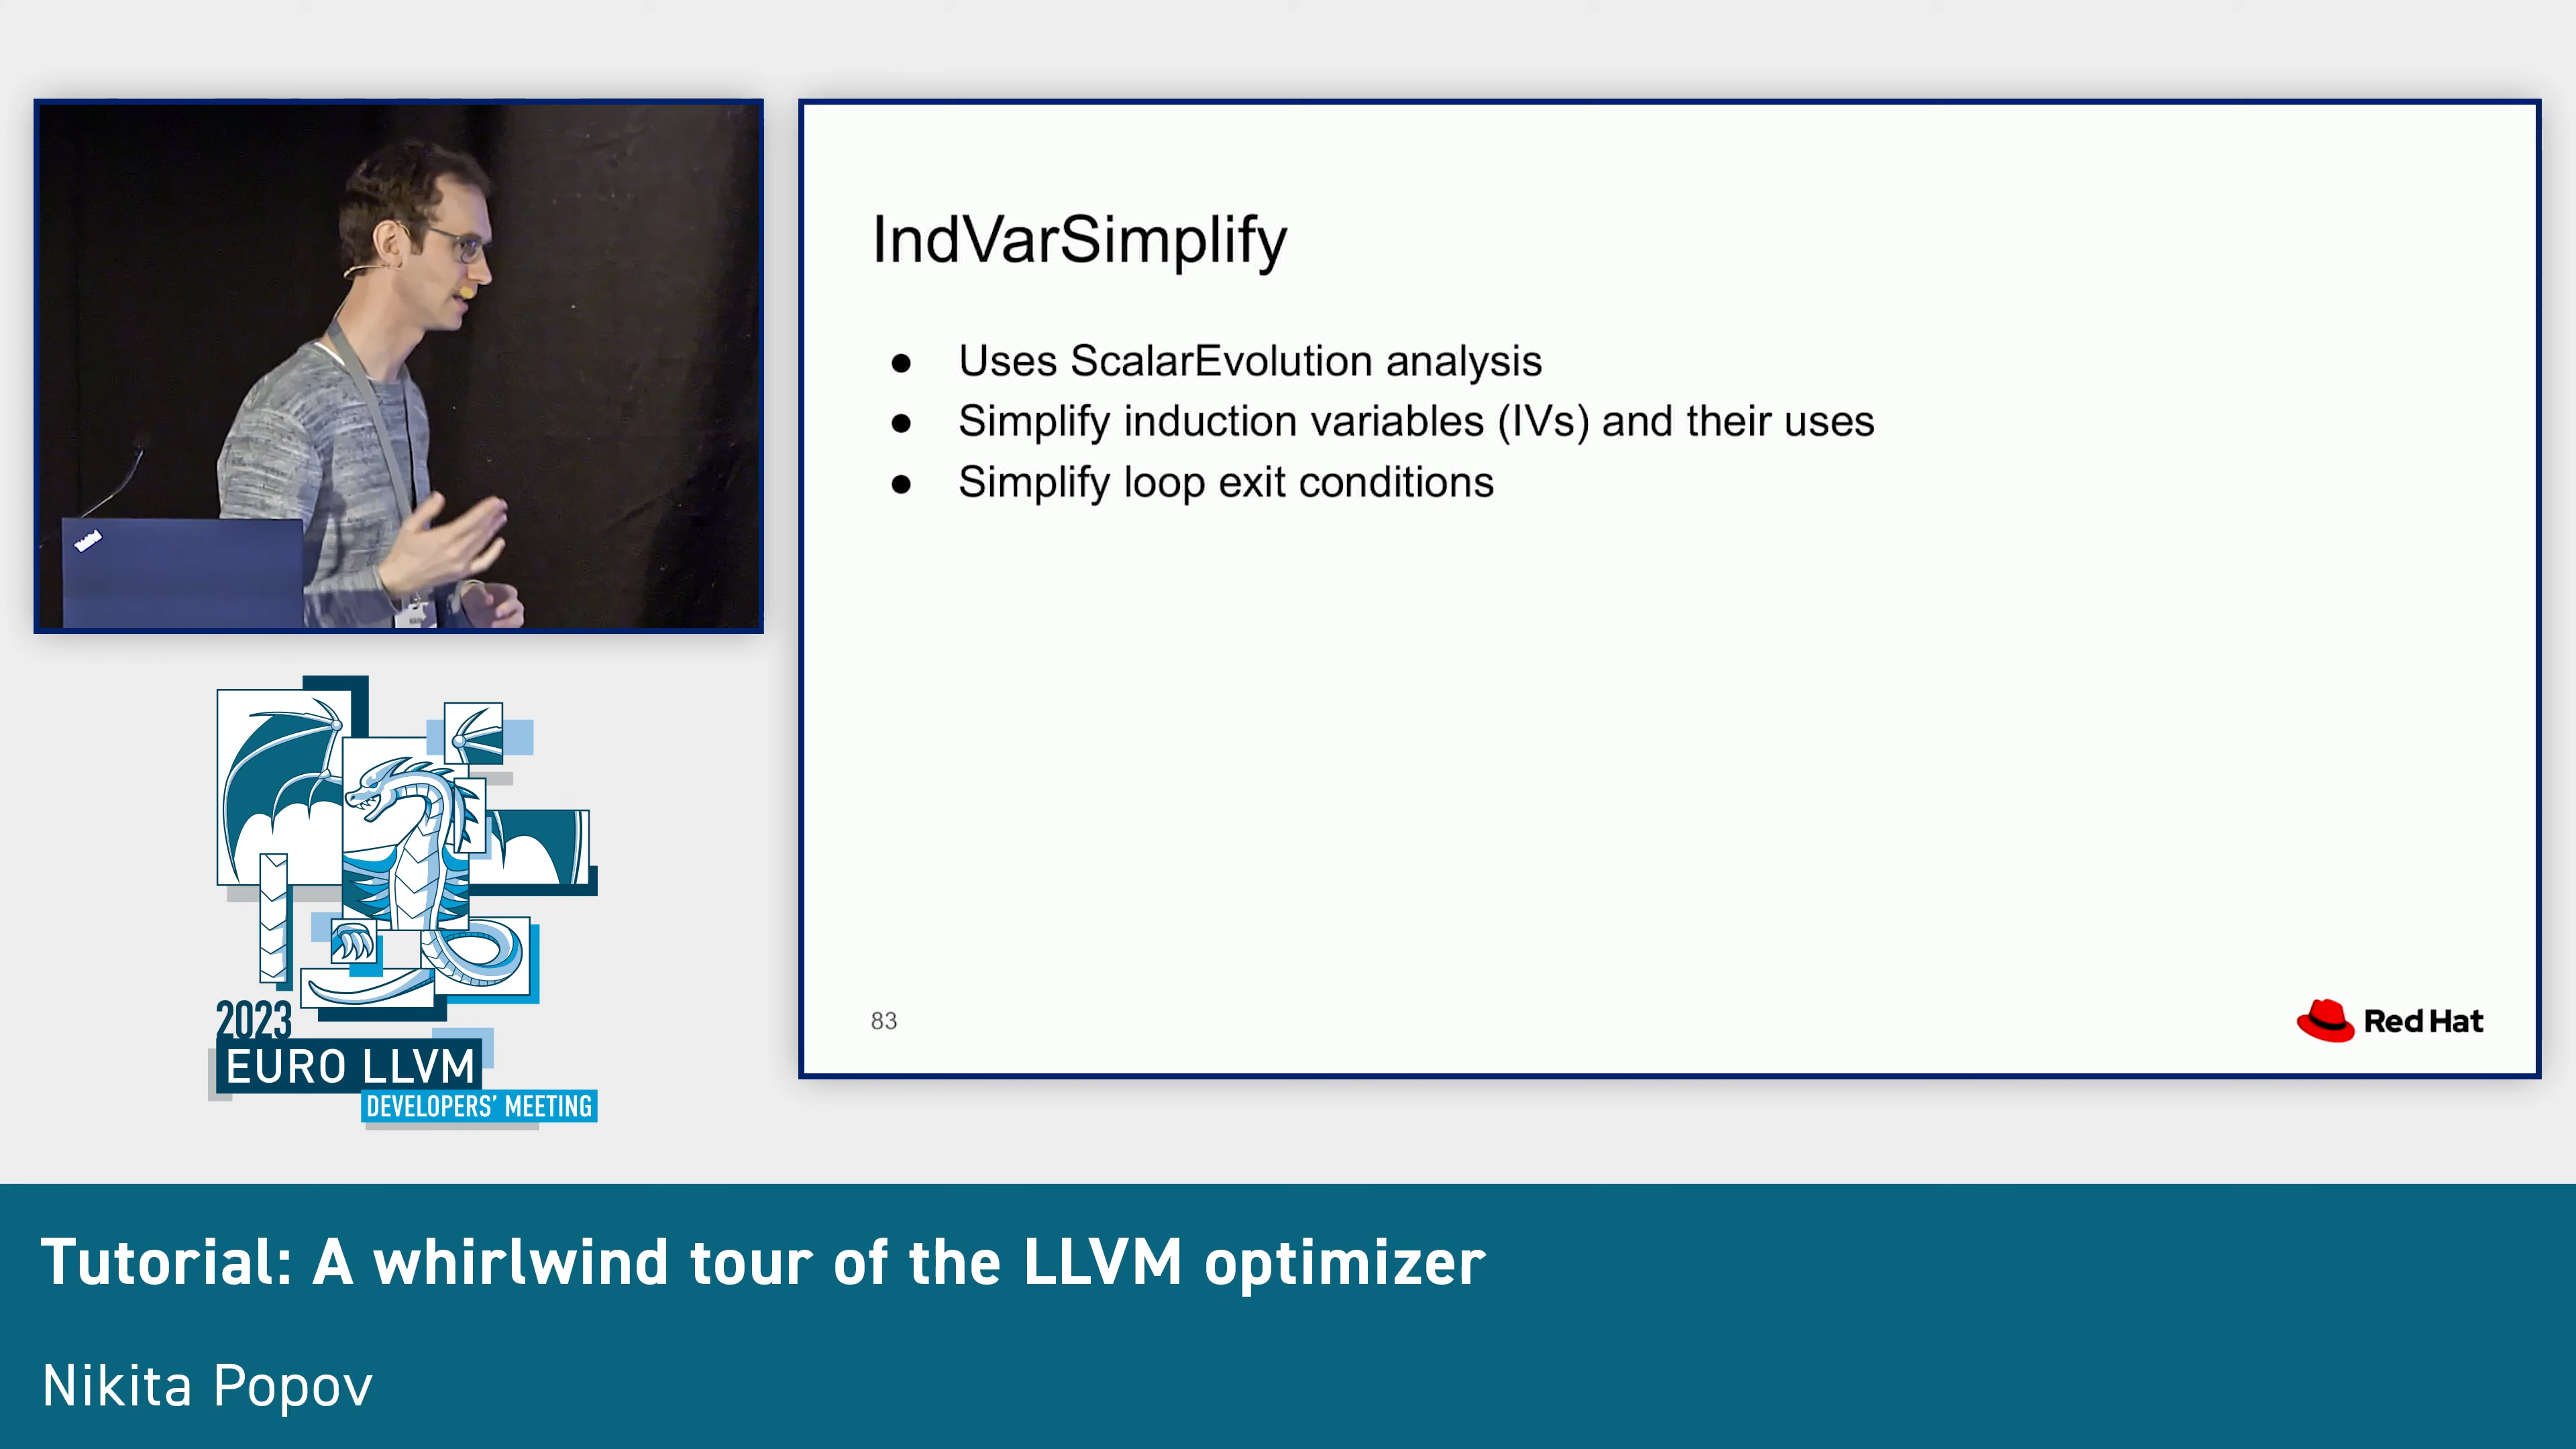 IndVarSimplify
● Uses ScalarEvolution analysis
● Simplify induction variables (IVs) and their uses
● Simplify loop exit conditions
83
Red Hat
2023
EURO LLVM
DEVELOPERS’ MEETING
Tutorial: A whirlwind tour of the LLVM optimizer
Nikita Popov